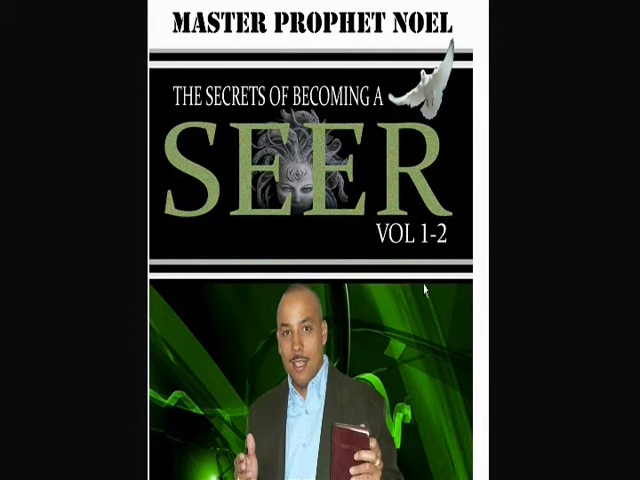 MASTER PROPHET NOEL
THE SECRETS OF BECOMING A
SEER
VOL 1-2